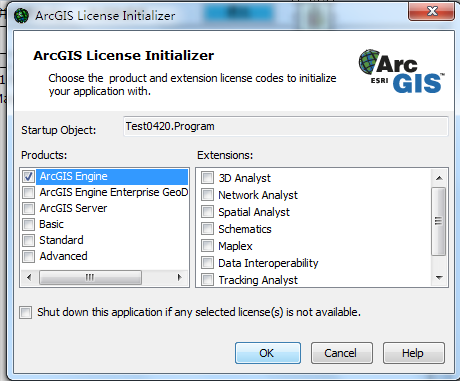 ArcGIS License Initializer
ArcGIS License Initializer
Choose the product and extension license codes to initialize
your application with.
Arc
ESRI GIS™
Startup Object: Test0420.Program
Products:
ArcGIS Engine
ArcGIS Engine Enterprise GeoD
ArcGIS Server
Basic
Standard
Advanced
Extensions:
3D Analyst
Network Analyst
Spatial Analyst
Schematics
Maplex
Data Interoperability
Tracking Analyst
Shut down this application if any selected license(s) is not available.
OK Cancel Help